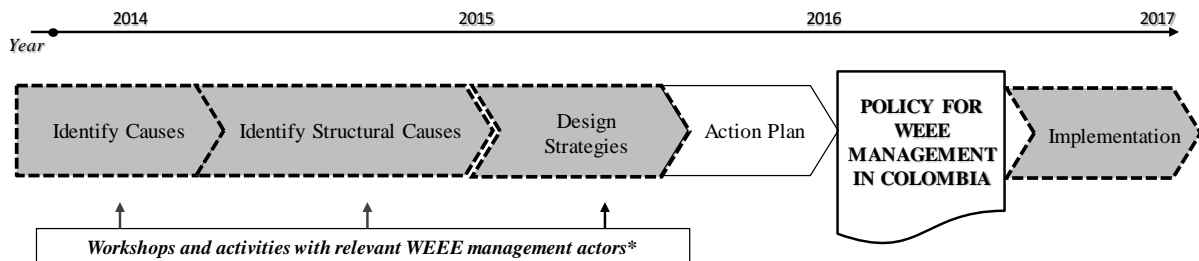 2014 2015 2016 2017
Year
Identify Causes
Identify Structural Causes
Design
Strategies
Action Plan
POLICY FOR
WEEE
MANAGEMENT
IN COLOMBIA
Implementation
Workshops and activities with relevant WEEE management actors*